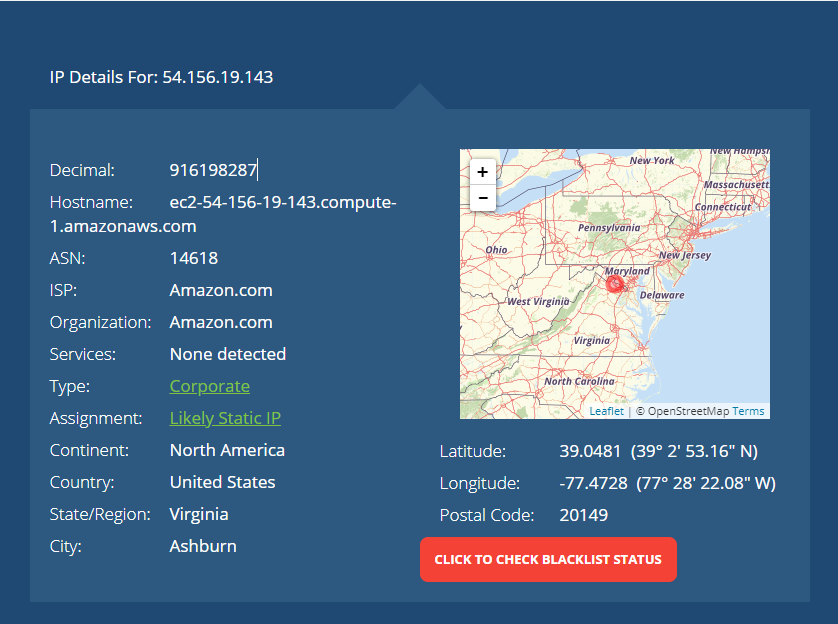 IP Details For: 54.156.19.143
Decimal: 916198287
Hostname: ec2-54-156-19-143.compute-
1.amazonaws.com
ASN: 14618
ISP: Amazon.com
Organization: Amazon.com
Services: None detected
Type: Corporate
Assignment: Likely Static IP
Continent: North America
Country: United States
State/Region: Virginia
City: Ashburn
+
−
New Hampsh
New York
Massachusett
Connecticut
Pennsylvania
Ohio
New Jersey
Maryland
Delaware
West Virginia
Virginia
North Carolina
Leaflet | © OpenStreetMap Terms
Latitude: 39.0481 (39° 2' 53.16" N)
Longitude: -77.4728 (77° 28' 22.08" W)
Postal Code: 20149
CLICK TO CHECK BLACKLIST STATUS